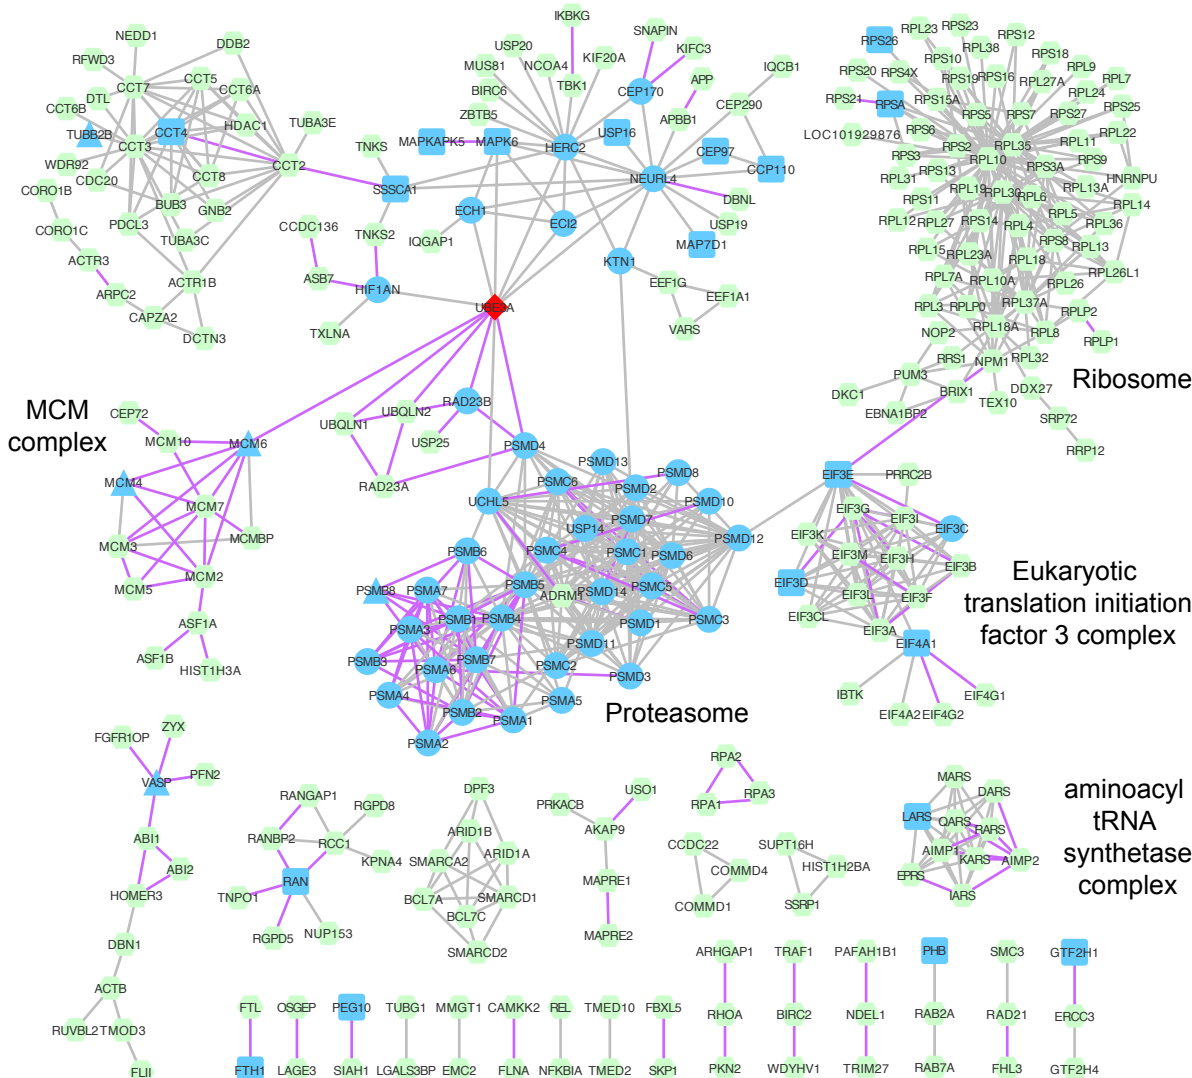 IKBKG
SNAPIN
NEDD1
DDB2
USP20
KIF20A
KIFC3
RFWD3
MUS81
NCOA4
IQCB1
CCT7
CCT5
BIRC6
TBK1
CEP170
APP
CCT6A
CEP290
CCT6B
DTL
ZBTB5
APBB1
TUBB2B
CCT4
HDAC1
TUBA3E
USP16
CCT3
MAPKAPK5
MAPK6
HERC2
CEP97
WDR92
CCT2
TNKS
CCP110
CDC20
CCT8
SSSCA1
NEURL4
CORO1B
BUB3
GNB2
ECH1
DBNL
PDCL3
CCDC136
ECI2
USP19
CORO1C
TUBA3C
TNKS2
IQGAP1
MAP7D1
ACTR3
ASB7
KTN1
ARPC2
ACTR1B
HIF1AN
EEF1G
EEF1A1
CAPZA2
UBE3A
VARS
DCTN3
TXLNA
RPL23
RPS23
RPS12
RPS26
RPL38
RPS18
RPS10
RPL9
RPS20
RPS4X
RPS19
RPS16
RPL27A
RPL7
RPL24
RPS21
RPSA
RPS15A
RPS5
RPS7
RPS27
RPS25
LOC101929876
RPS6
RPL22
RPS2
RPL35
RPL11
RPS3
RPL10
RPS3A
RPS9
RPL31
RPS13
HNRNPU
RPL19
RPL30
RPL6
RPL13A
RPS11
RPL14
RPL12
RPL27
RPS14
RPL4
RPL5
RPL36
RPL15
RPS8
RPL13
RPL23A
RPL18
RPL7A
RPL10A
RPL26L1
RPL26
RPL3
RPLP0
RPL37A
RPLP2
NOP2
RPL18A
RPL8
RPLP1
RRS1
NPM1
RPL32
PUM3
DKC1
BRIX1
DDX27
EBNA1BP2
TEX10
SRP72
RRP12
Ribosome
MCM
complex
CEP72
MCM10
MCM6
MCM4
MCM7
MCMBP
MCM3
MCM2
MCM5
ASF1A
ASF1B
HIST1H3A
RAD23B
UBQLN2
UBQLN1
USP25
PSMD4
RAD23A
PSMD13
PSMC6
PSMD8
UCHL5
PSMD2
PSMD10
USP14
PSMD7
PSMD12
PSMB6
PSMC4
PSMC1
PSMD6
PSMB8
PSMA7
PSMB5
ADRM1
PSMD14
PSMC5
PSMB1
PSMB4
PSMD1
PSMC3
PSMA3
PSMD11
PSMB3
PSMA6
PSMB7
PSMC2
PSMD3
PSMA4
PSMB2
PSMA5
PSMA1
PSMA2
Proteasome
EIF3E
PRRC2B
EIF3G
EIF3I
EIF3C
EIF3K
EIF3M
EIF3H
EIF3B
EIF3D
EIF3L
EIF3F
EIF3CL
EIF3A
EIF4A1
IBTK
EIF4G1
EIF4A2
EIF4G2
Eukaryotic
translation initiation
factor 3 complex
ZYX
FGFR1OP
VASP
PFN2
ABI1
ABI2
HOMER3
DBN1
ACTB
RUVBL2
TMOD3
FLII
RANGAP1
RGPD8
RANBP2
RCC1
KPNA4
RAN
TNPO1
RGPD5
NUP153
DPF3
ARID1B
ARID1A
SMARCA2
BCL7A
SMARCD1
BCL7C
SMARCD2
USO1
PRKACB
AKAP9
MAPRE1
MAPRE2
RPA2
RPA1
RPA3
CCDC22
COMMD4
COMMD1
SUPT16H
HIST1H2BA
SSRP1
MARS
DARS
LARS
QARS
RARS
AIMP1
KARS
AIMP2
EPRS
IARS
aminoacyl
tRNA
synthetase
complex
ARHGAP1
TRAF1
PAFAH1B1
PHB
SMC3
GTF2H1
FTL
OSGEP
PEG10
TUBG1
MMGT1
CAMKK2
REL
TMED10
FBXL5
RHOA
BIRC2
NDEL1
RAB2A
RAD21
ERCC3
FTH1
LAGE3
SIAH1
LGALS3BP
EMC2
FLNA
NFKBIA
TMED2
SKP1
PKN2
WDYHV1
TRIM27
RAB7A
FHL3
GTF2H4